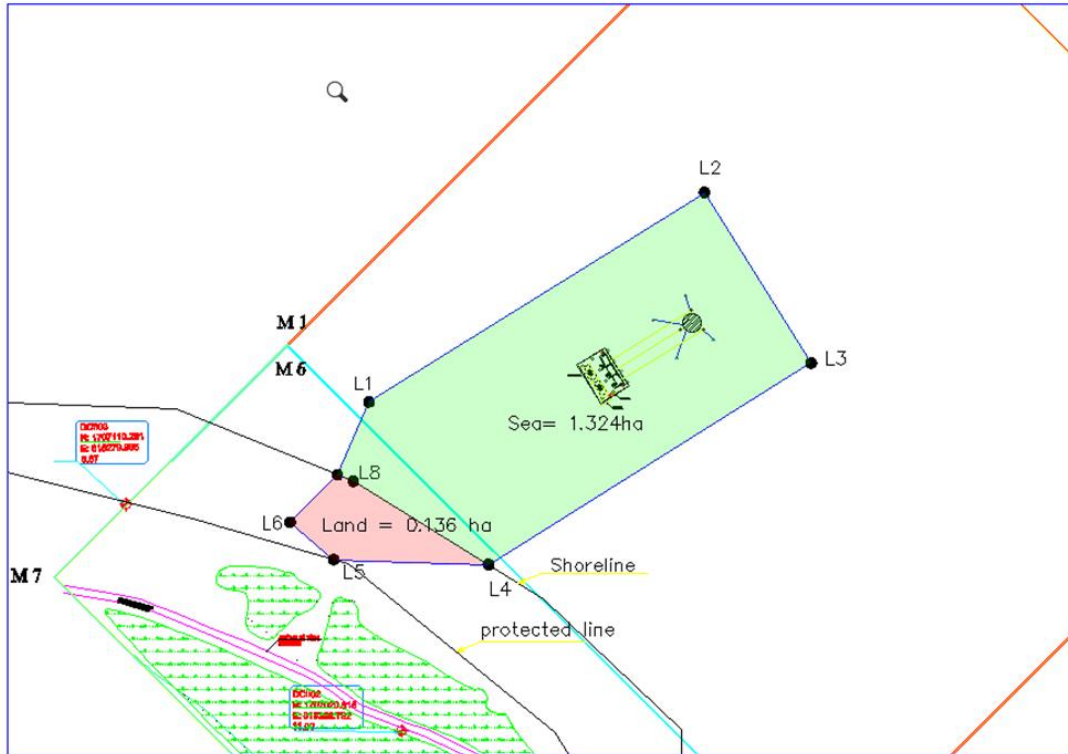 L2
M1
M6
L3
L1
Sea= 1.324ha
L8
L6
Land = 0.136 ha
M7
L5
L4
Shoreline
protected line